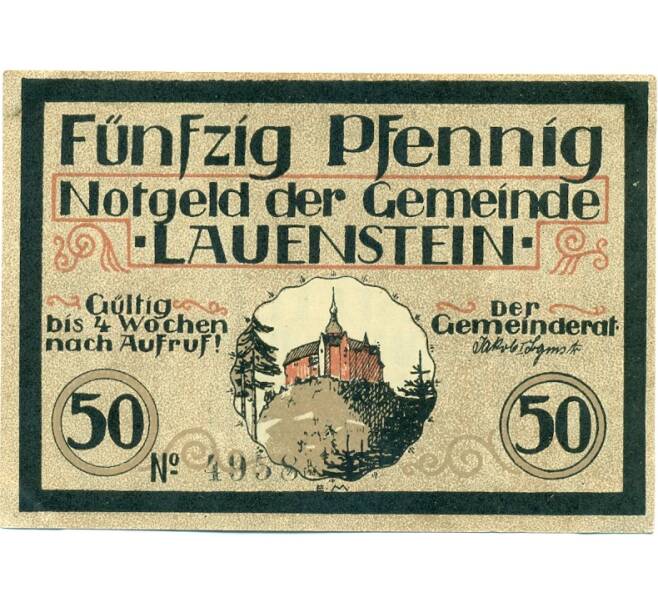 Fünfzig Pfennig
Notgeld der Gemeinde
·LAUENSTEIN·
Gültig
bis 4 Wochen
nach Aufruf!
Der
Gemeinderat
50
50
No 4958
E·M